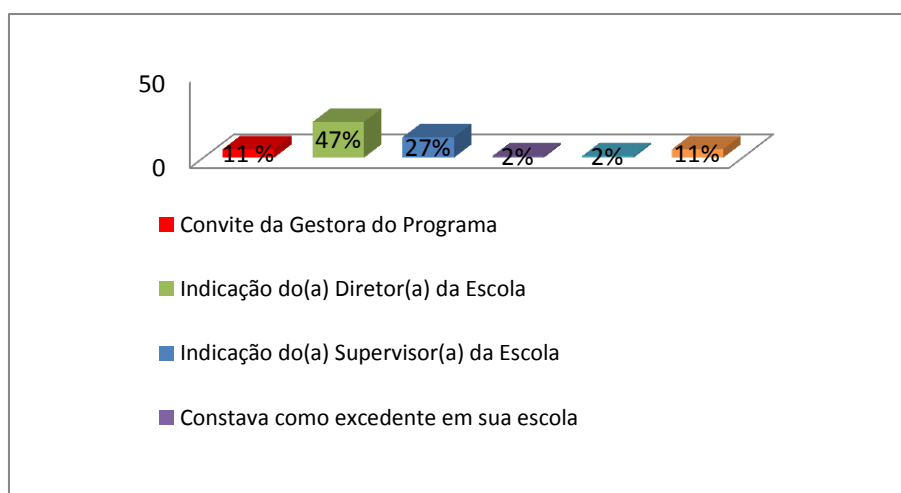 50
0
11 %
47%
27%
2%
2%
11%
Convite da Gestora do Programa
Indicação do(a) Diretor(a) da Escola
Indicação do(a) Supervisor(a) da Escola
Constava como excedente em sua escola